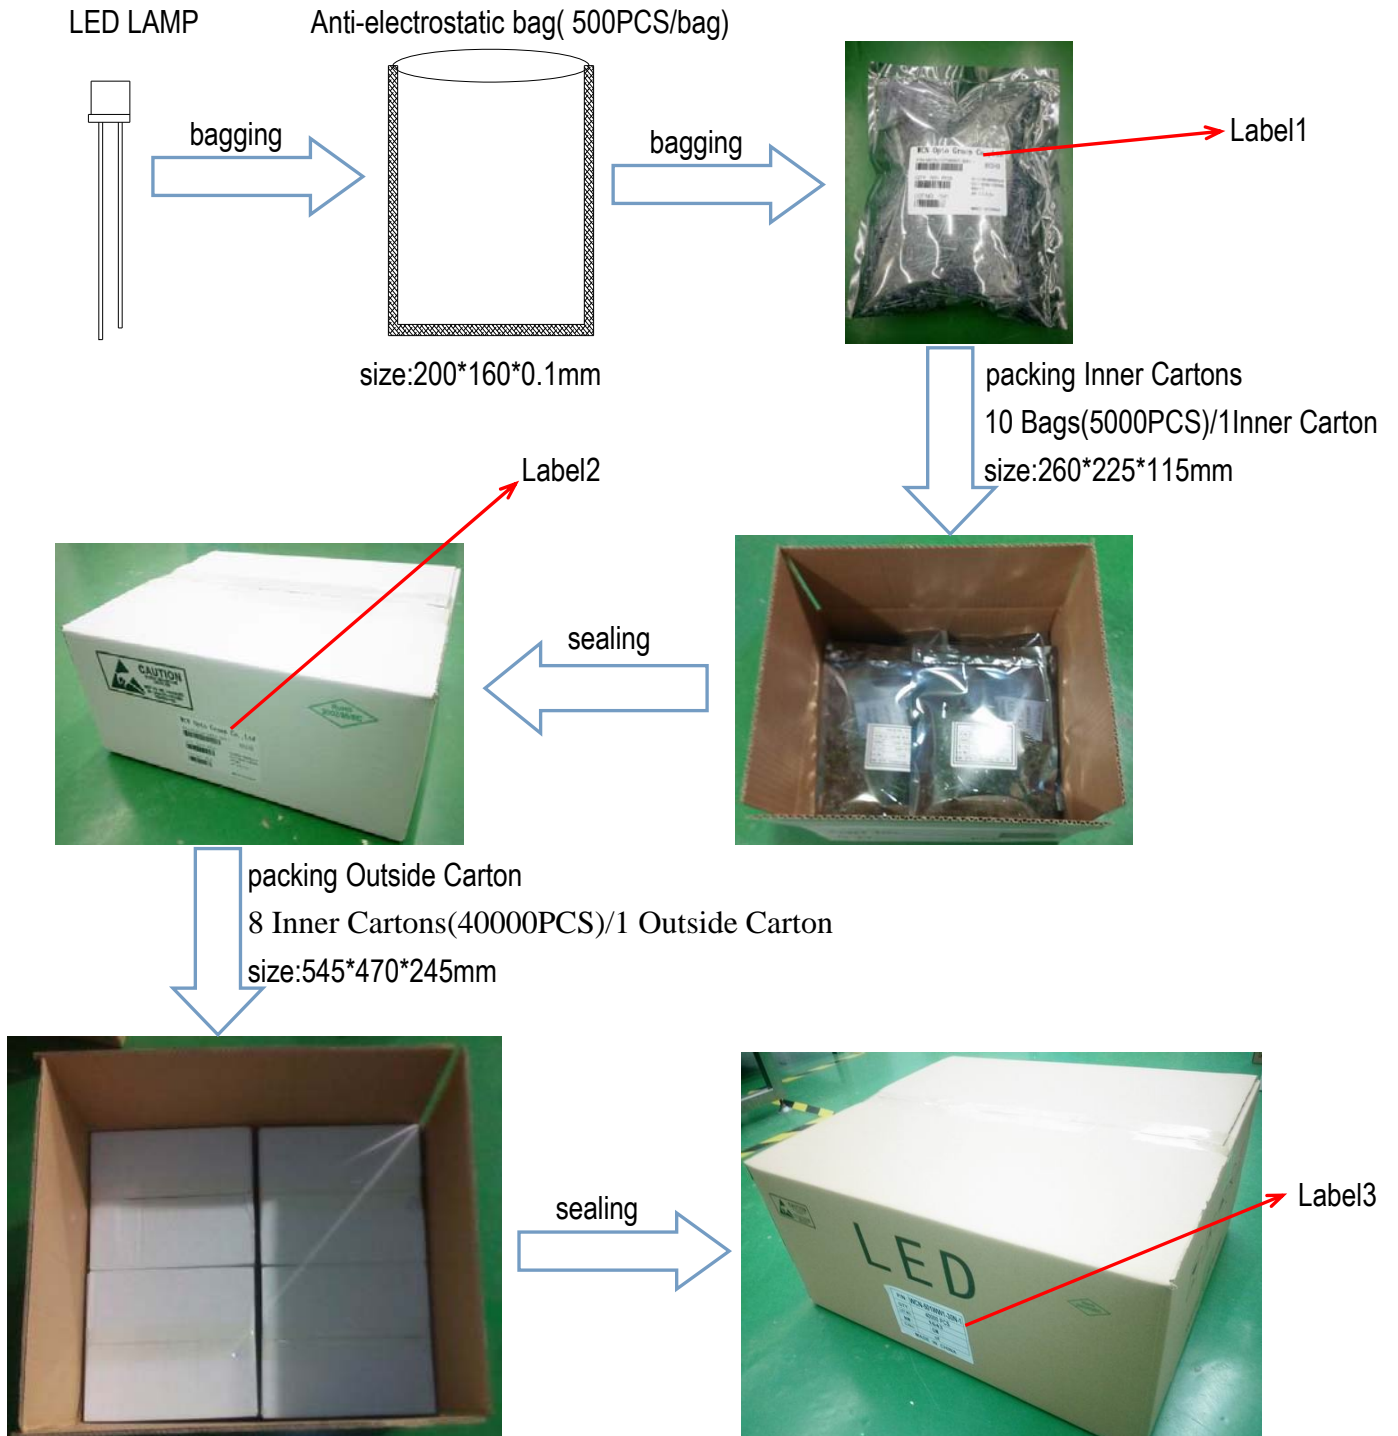 LED LAMP
Anti-electrostatic bag( 500PCS/bag)
bagging
bagging
Label1
size:200*160*0.1mm
packing Inner Cartons
10 Bags(5000PCS)/1Inner Carton
size:260*225*115mm
Label2
sealing
CAUTION
packing Outside Carton
8 Inner Cartons(40000PCS)/1 Outside Carton
size:545*470*245mm
sealing
Label3
LED